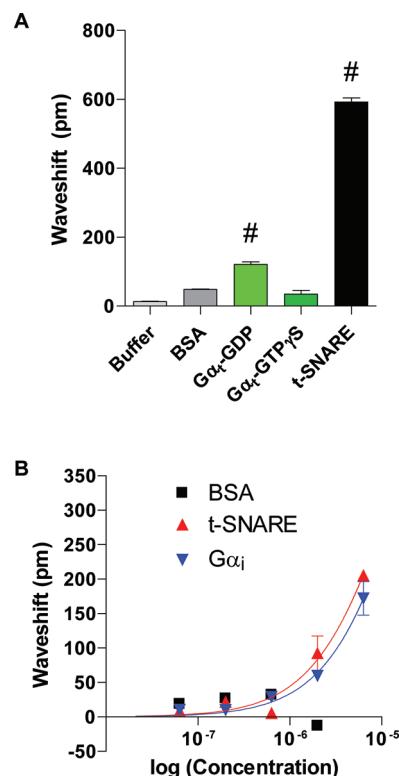 A
Waveshift (pm)
800
600
400
200
0
#
#
Buffer
BSA
Gαt-GDP
Gαt-GTPγS
t-SNARE
B
Waveshift (pm)
350
300
250
200
150
100
50
0
-50
BSA
t-SNARE
Gαi
10-7
10-6
10-5
log (Concentration)